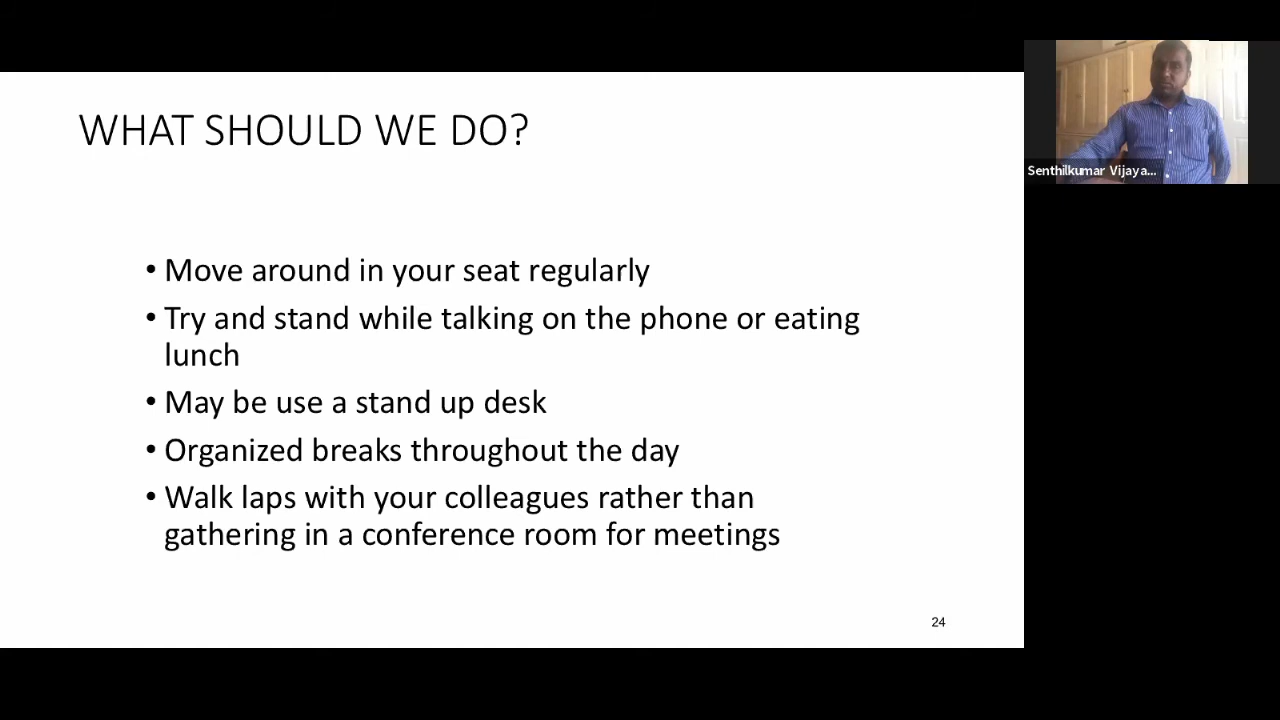 WHAT SHOULD WE DO?
• Move around in your seat regularly
• Try and stand while talking on the phone or eating
lunch
• May be use a stand up desk
• Organized breaks throughout the day
• Walk laps with your colleagues rather than
gathering in a conference room for meetings
24
Senthilkumar Vijaya...